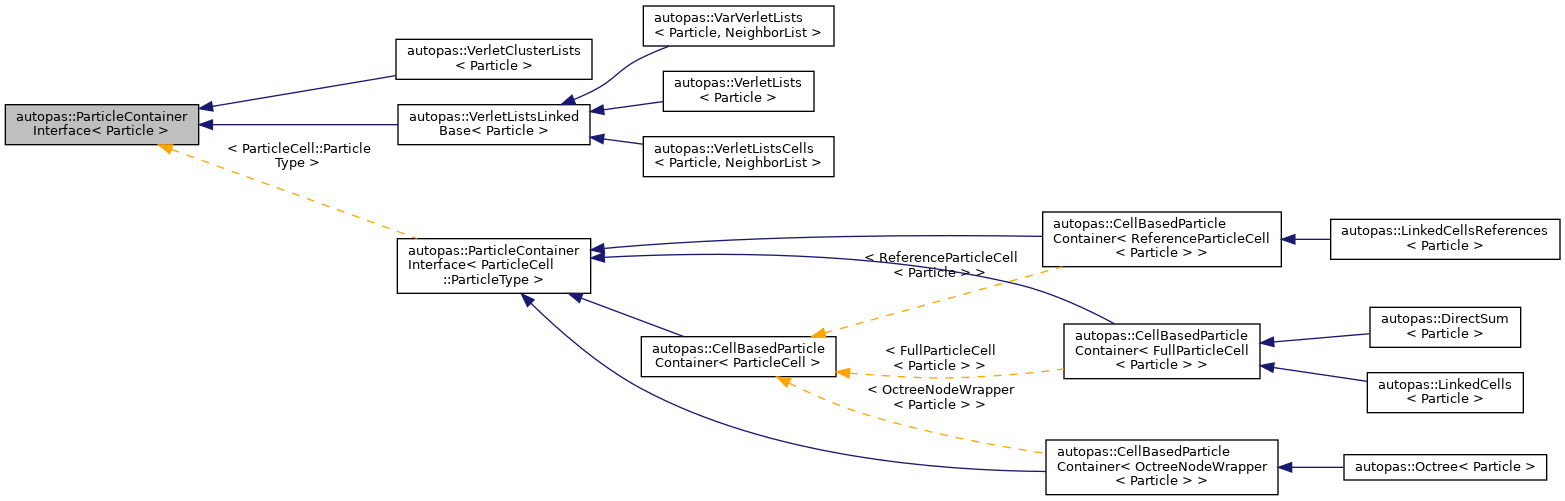 autopas::VarVerletLists
< Particle, NeighborList >
autopas::VerletClusterLists
< Particle >
autopas::VerletLists
< Particle >
autopas::ParticleContainer
Interface< Particle >
autopas::VerletListsLinked
Base< Particle >
autopas::VerletListsCells
< Particle, NeighborList >
< ParticleCell::Particle
Type >
autopas::ParticleContainer
Interface< ParticleCell
::ParticleType >
autopas::CellBasedParticle
Container< ReferenceParticleCell
< Particle > >
autopas::LinkedCellsReferences
< Particle >
< ReferenceParticleCell
< Particle > >
autopas::CellBasedParticle
Container< ParticleCell >
< FullParticleCell
< Particle > >
autopas::CellBasedParticle
Container< FullParticleCell
< Particle > >
autopas::DirectSum
< Particle >
autopas::LinkedCells
< Particle >
< OctreeNodeWrapper
< Particle > >
autopas::CellBasedParticle
Container< OctreeNodeWrapper
< Particle > >
autopas::Octree< Particle >